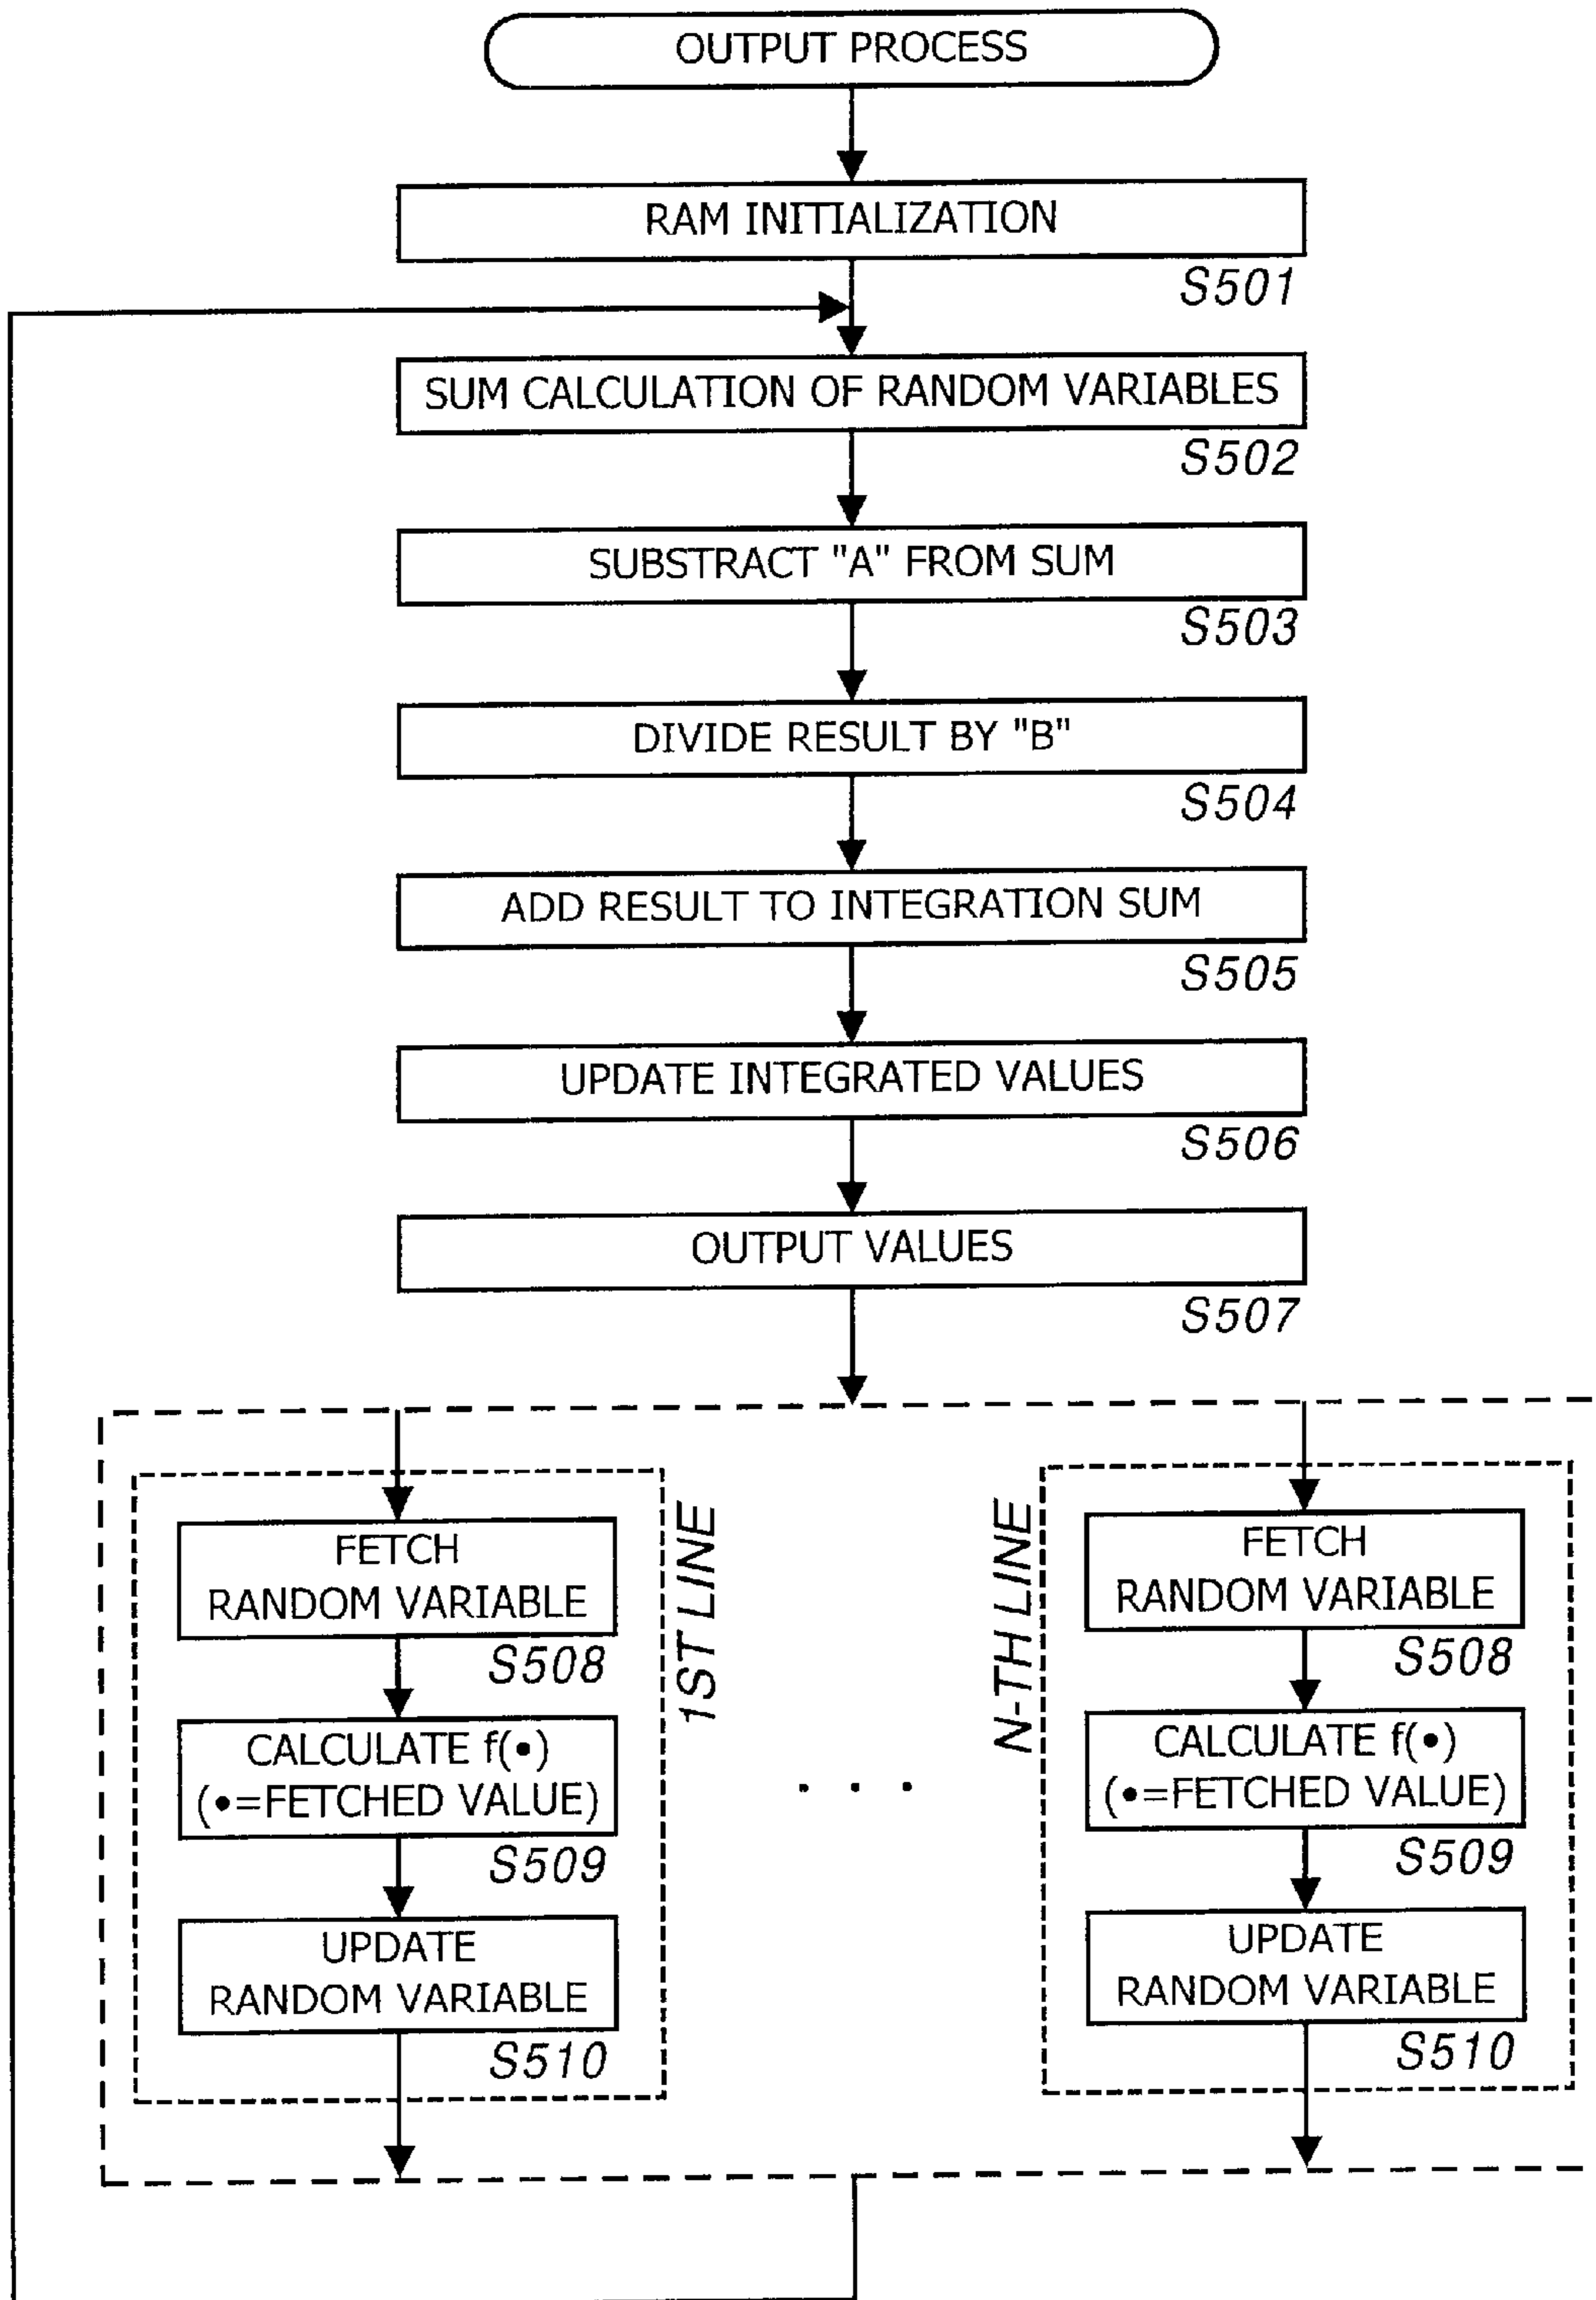 OUTPUT PROCESS
RAM INITIALIZATION
S501
SUM CALCULATION OF RANDOM VARIABLES
S502
SUBSTRACT "A" FROM SUM
S503
DIVIDE RESULT BY "B"
S504
ADD RESULT TO INTEGRATION SUM
S505
UPDATE INTEGRATED VALUES
S506
OUTPUT VALUES
S507
1ST LINE
FETCH
RANDOM VARIABLE
S508
CALCULATE f(•)
(•=FETCHED VALUE)
S509
UPDATE
RANDOM VARIABLE
S510
. . .
N-TH LINE
FETCH
RANDOM VARIABLE
S508
CALCULATE f(•)
(•=FETCHED VALUE)
S509
UPDATE
RANDOM VARIABLE
S510